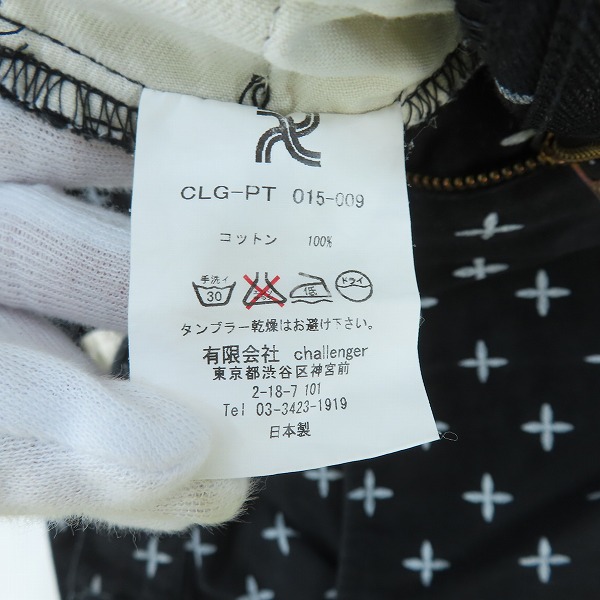 CLG-PT 015-009
コットン 100%
手洗イ 30 低 ドライ
タンブラー乾燥はお避け下さい。
有限会社 challenger
東京都渋谷区神宮前
2-18-7 101
Tel 03-3423-1919
日本製